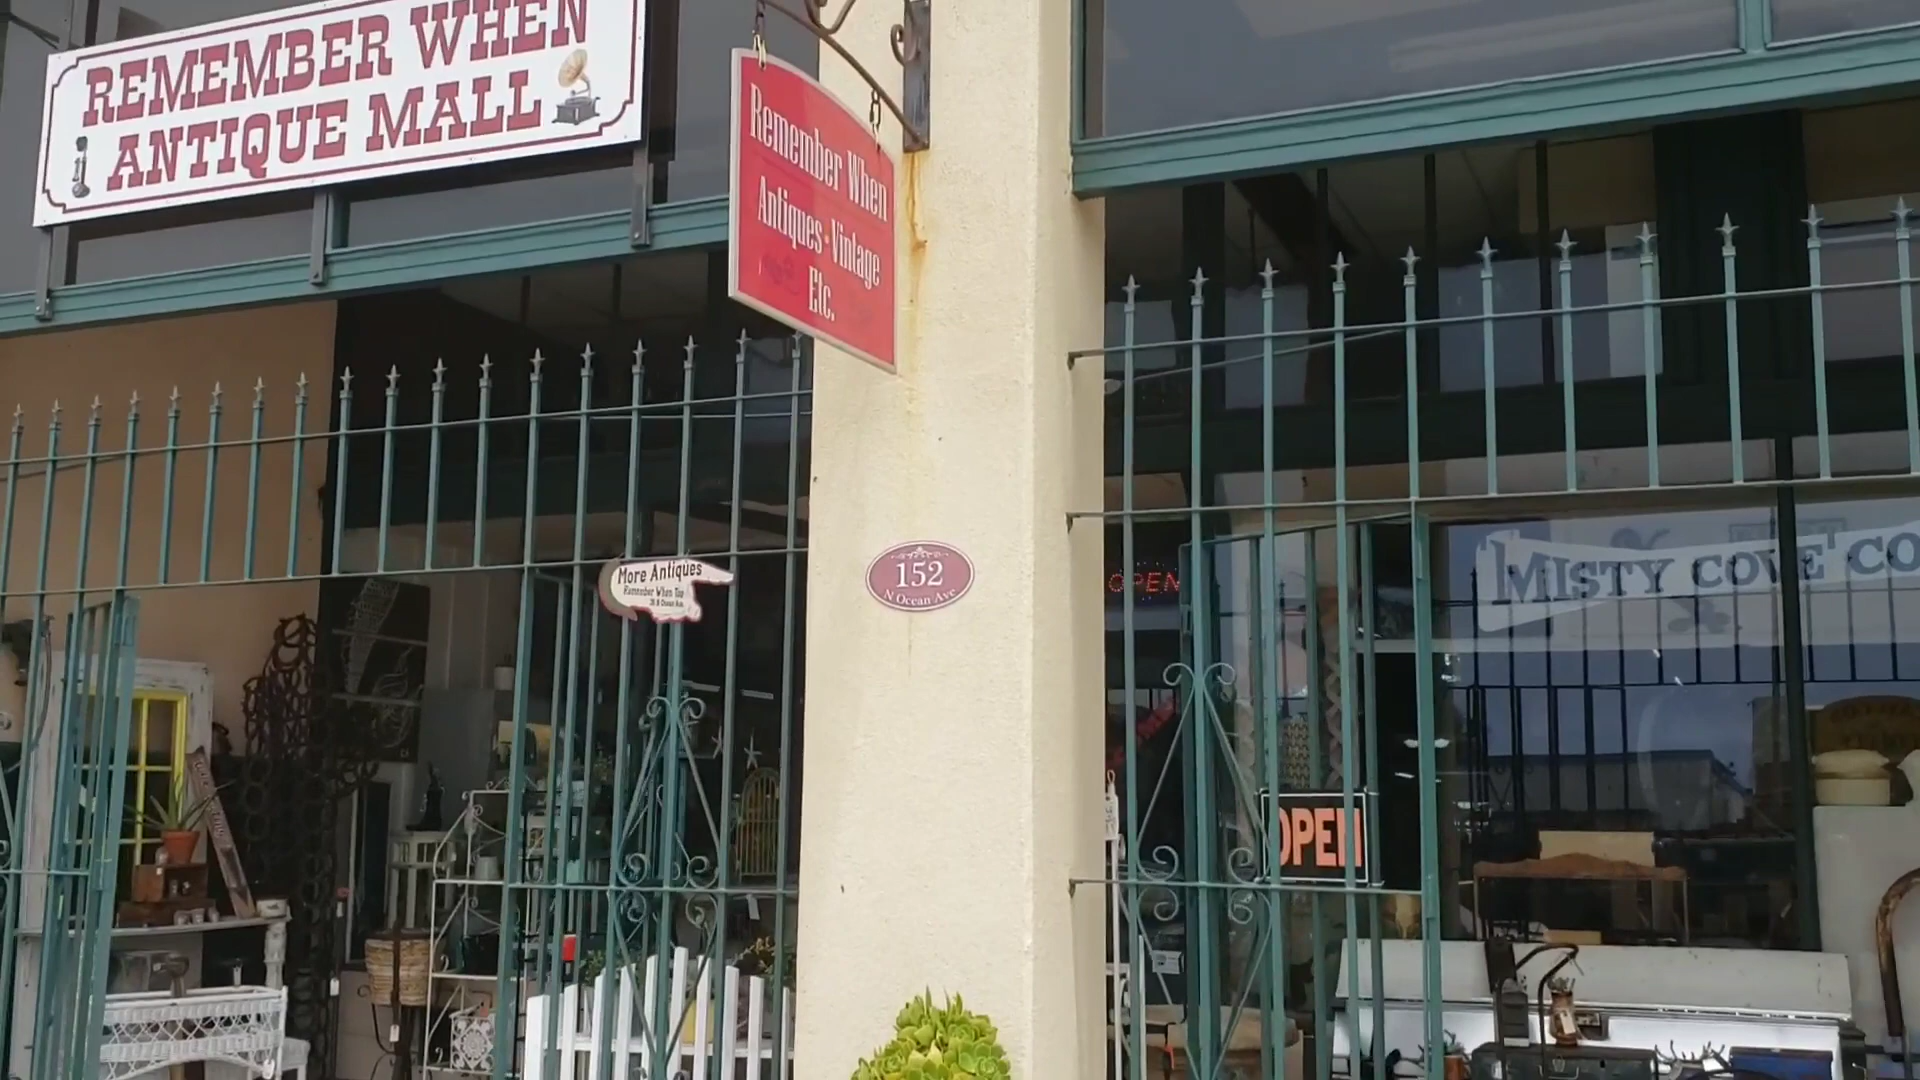 REMEMBER WHEN
ANTIQUE MALL
Remember When
Antiques · Vintage
Etc.
More Antiques
Remember When Too
152
N Ocean Ave
OPEN
MISTY COVE CO
OPEN